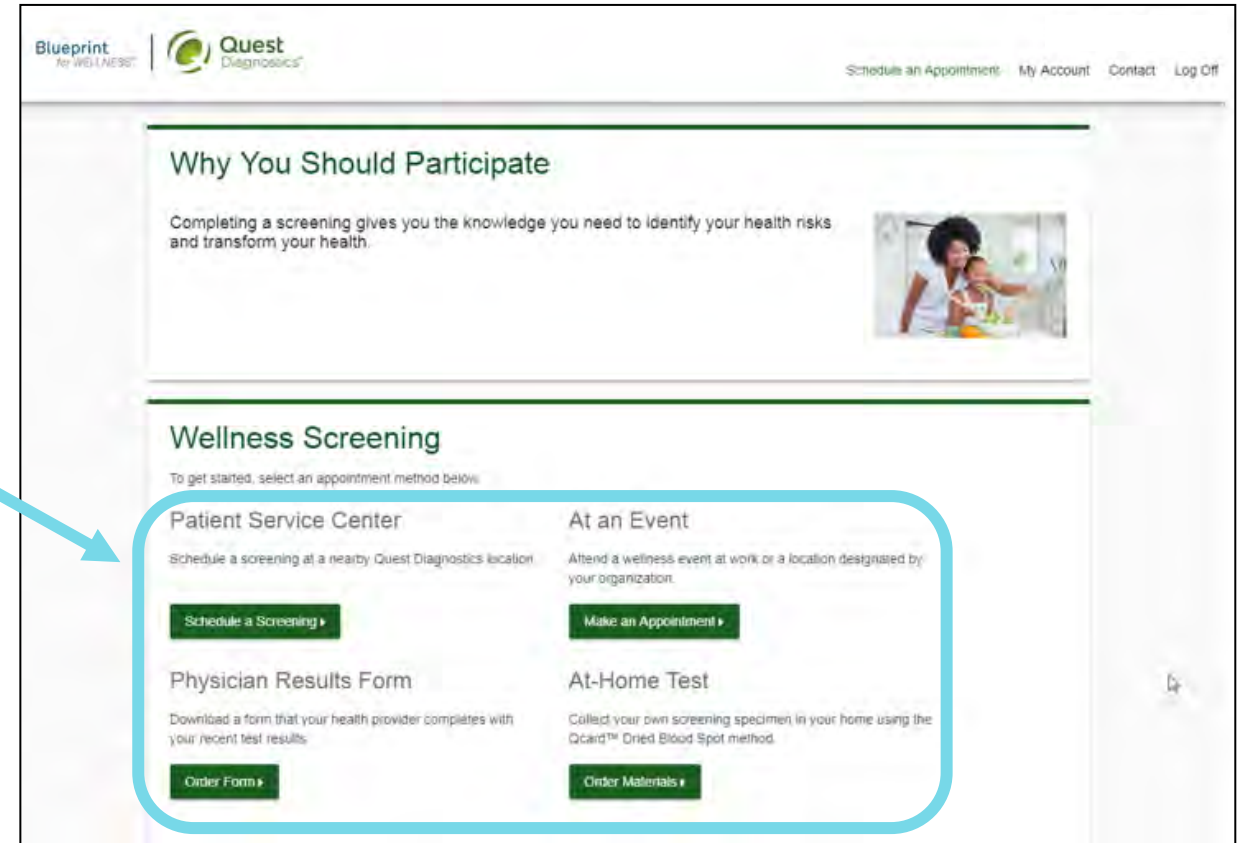 Blueprint
for WELLNESS™
Quest
Diagnostics™
Schedule an Appointment My Account Contact Log Off
Why You Should Participate
Completing a screening gives you the knowledge you need to identify your health risks
and transform your health.
Wellness Screening
To get started, select an appointment method below.
Patient Service Center
Schedule a screening at a nearby Quest Diagnostics location.
Schedule a Screening
At an Event
Attend a wellness event at work or a location designated by
your organization.
Make an Appointment
Physician Results Form
Download a form that your health provider completes with
your recent test results.
Order Form
At-Home Test
Collect your own screening specimen in your home using the
Qcard™ Dried Blood Spot method.
Order Materials